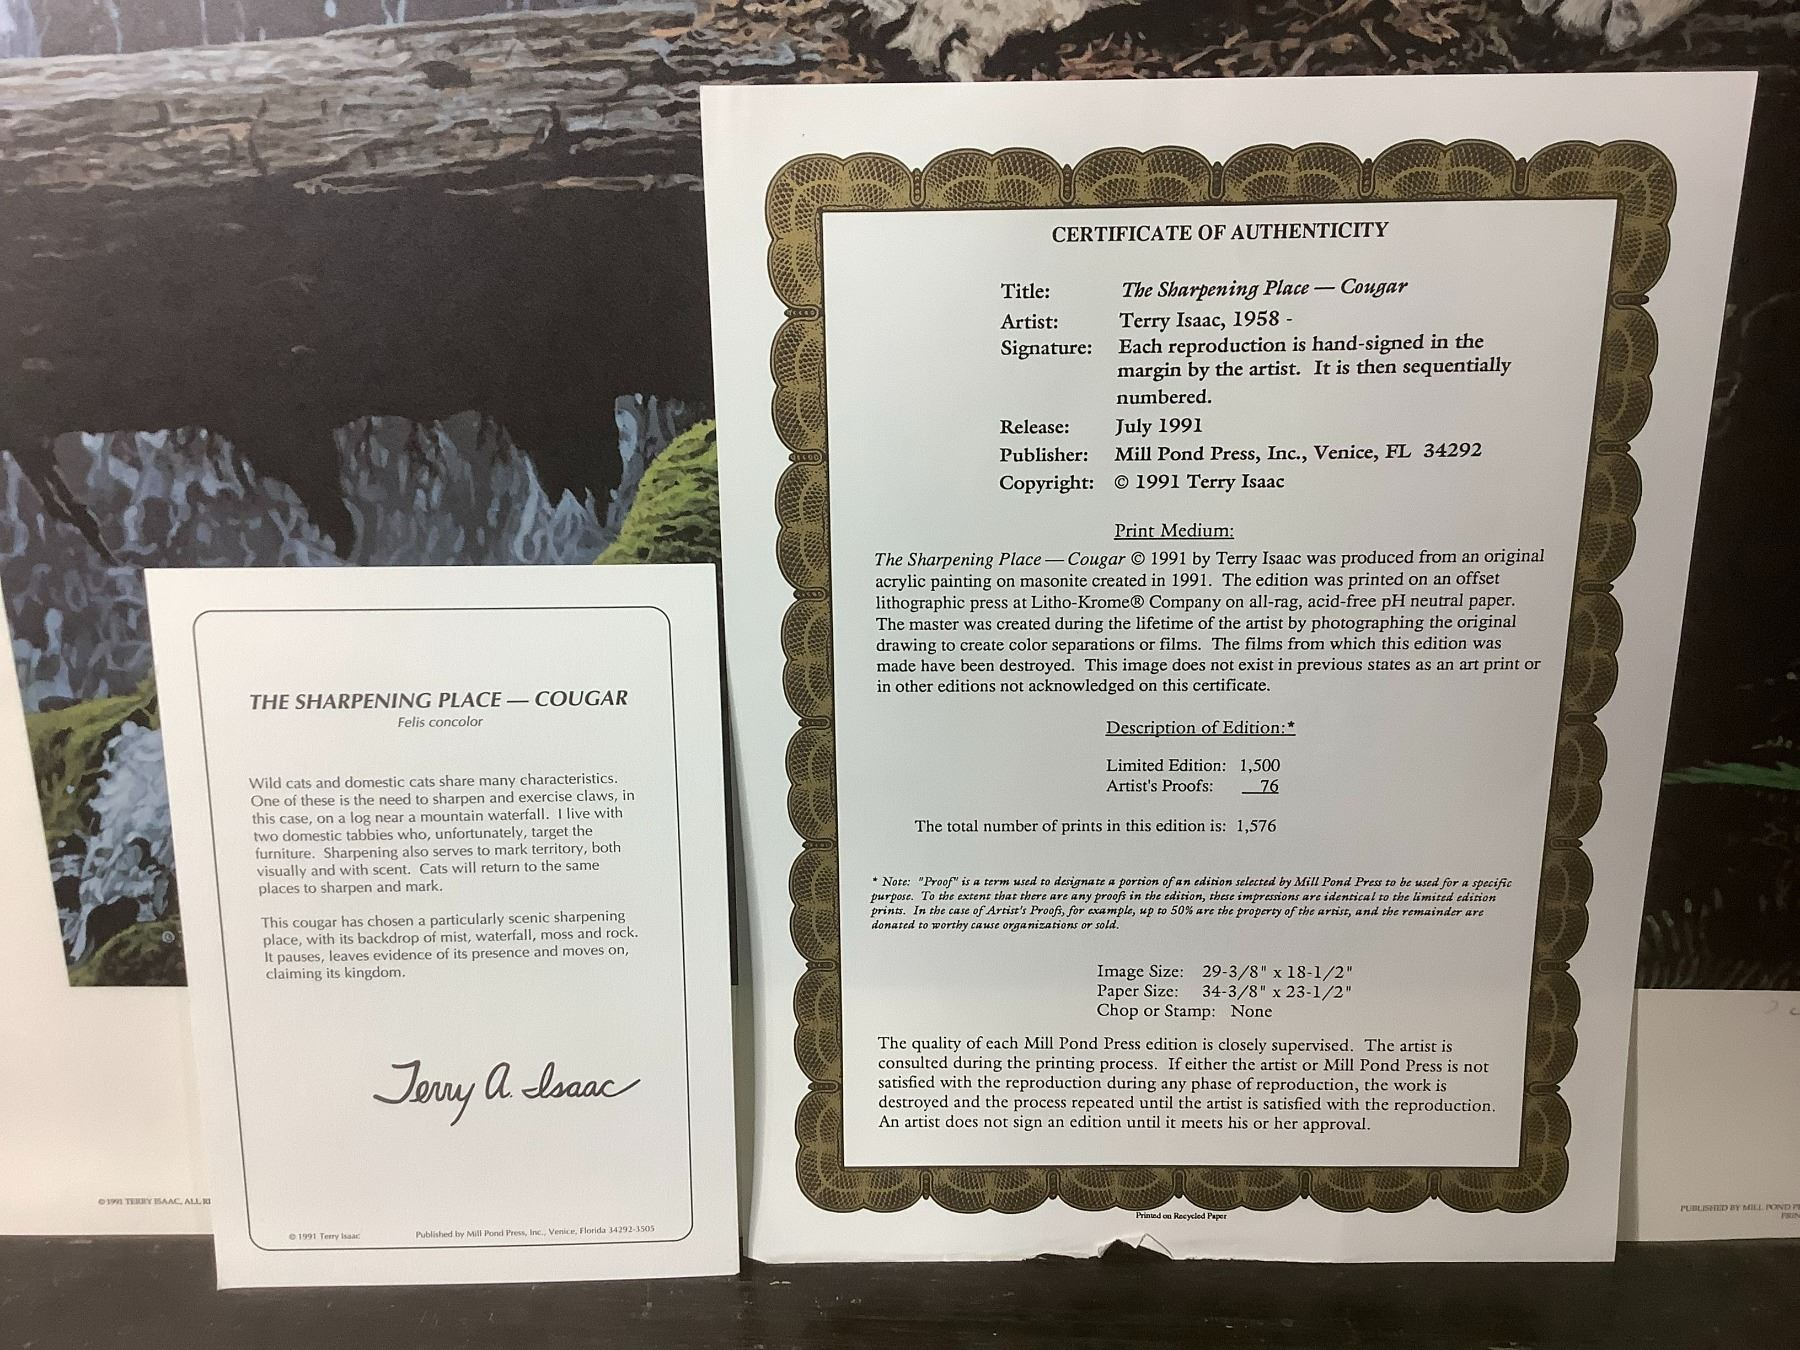 THE SHARPENING PLACE — COUGAR
Felis concolor
Wild cats and domestic cats share many characteristics.
One of these is the need to sharpen and exercise claws, in
this case, on a log near a mountain waterfall. I live with
two domestic tabbies who, unfortunately, target the
furniture. Sharpening also serves to mark territory, both
visually and with scent. Cats will return to the same
places to sharpen and mark.
This cougar has chosen a particularly scenic sharpening
place, with its backdrop of mist, waterfall, moss and rock.
It pauses, leaves evidence of its presence and moves on,
claiming its kingdom.
Terry A. Isaac
© 1991 Terry Isaac Published by Mill Pond Press, Inc., Venice, Florida 34292-3505
CERTIFICATE OF AUTHENTICITY
Title: The Sharpening Place — Cougar
Artist: Terry Isaac, 1958 -
Signature: Each reproduction is hand-signed in the
margin by the artist. It is then sequentially
numbered.
Release: July 1991
Publisher: Mill Pond Press, Inc., Venice, FL 34292
Copyright: © 1991 Terry Isaac
Print Medium:
The Sharpening Place — Cougar © 1991 by Terry Isaac was produced from an original
acrylic painting on masonite created in 1991. The edition was printed on an offset
lithographic press at Litho-Krome® Company on all-rag, acid-free pH neutral paper.
The master was created during the lifetime of the artist by photographing the original
drawing to create color separations or films. The films from which this edition was
made have been destroyed. This image does not exist in previous states as an art print or
in other editions not acknowledged on this certificate.
Description of Edition:*
Limited Edition: 1,500
Artist's Proofs: 76
The total number of prints in this edition is: 1,576
* Note: "Proof" is a term used to designate a portion of an edition selected by Mill Pond Press to be used for a specific
purpose. To the extent that there are any proofs in the edition, these impressions are identical to the limited edition
prints. In the case of Artist's Proofs, for example, up to 50% are the property of the artist, and the remainder are
donated to worthy cause organizations or sold.
Image Size: 29-3/8" x 18-1/2"
Paper Size: 34-3/8" x 23-1/2"
Chop or Stamp: None
The quality of each Mill Pond Press edition is closely supervised. The artist is
consulted during the printing process. If either the artist or Mill Pond Press is not
satisfied with the reproduction during any phase of reproduction, the work is
destroyed and the process repeated until the artist is satisfied with the reproduction.
An artist does not sign an edition until it meets his or her approval.
Printed on Recycled Paper
© 1991 TERRY ISAAC, ALL RI
PUBLISHED BY MILL POND P
PRIN
©